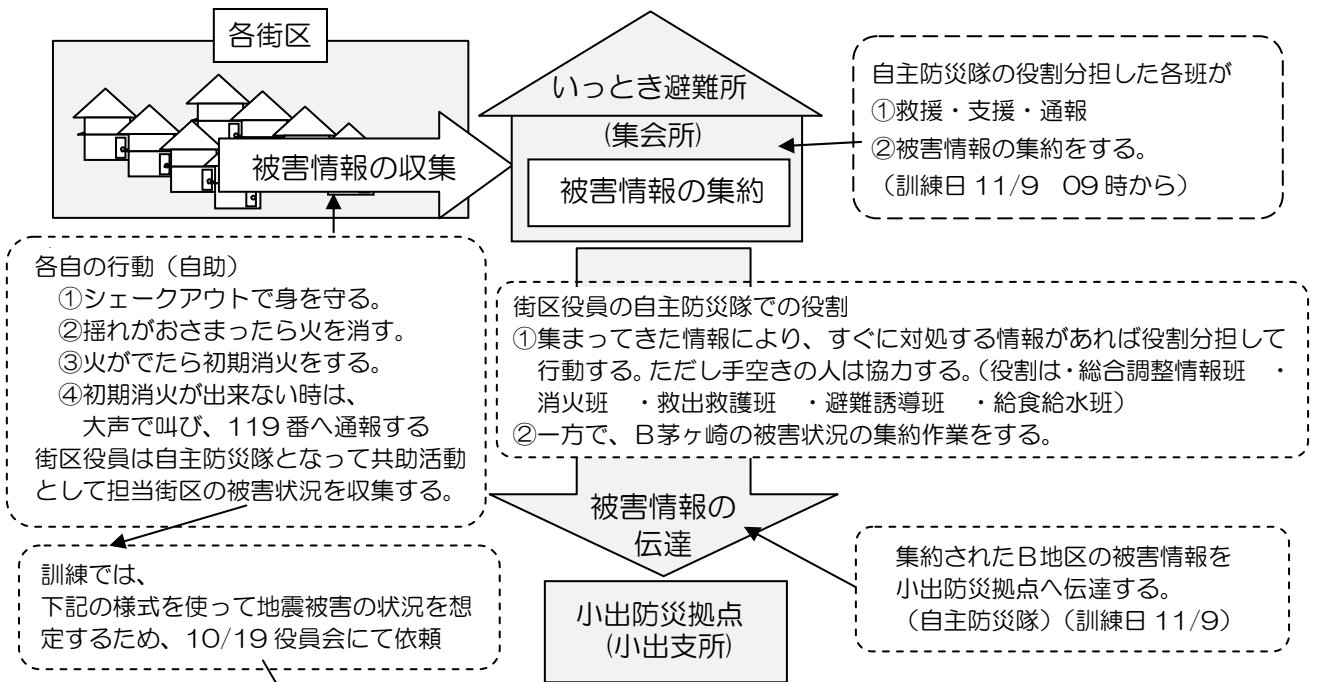 各街区
被害情報の収集
いっとき避難所
(集会所)
被害情報の集約
自主防災隊の役割分担した各班が
①救援・支援・通報
②被害情報の集約をする。
（訓練日 11/9　09 時から）
各自の行動（自助）
①シェークアウトで身を守る。
②揺れがおさまったら火を消す。
③火がでたら初期消火をする。
④初期消火が出来ない時は、
大声で叫び、119 番へ通報する
街区役員は自主防災隊となって共助活動
として担当街区の被害状況を収集する。
街区役員の自主防災隊での役割
①集まってきた情報により、すぐに対処する情報があれば役割分担して
行動する。ただし手空きの人は協力する。（役割は・総合調整情報班　・
消火班　・救出救護班　・避難誘導班　・給食給水班）
②一方で、Ｂ茅ヶ崎の被害状況の集約作業をする。
被害情報の
伝達
訓練では、
下記の様式を使って地震被害の状況を想
定するため、10/19 役員会にて依頼
小出防災拠点
(小出支所)
集約されたＢ地区の被害情報を
小出防災拠点へ伝達する。
（自主防災隊）（訓練日 11/9）